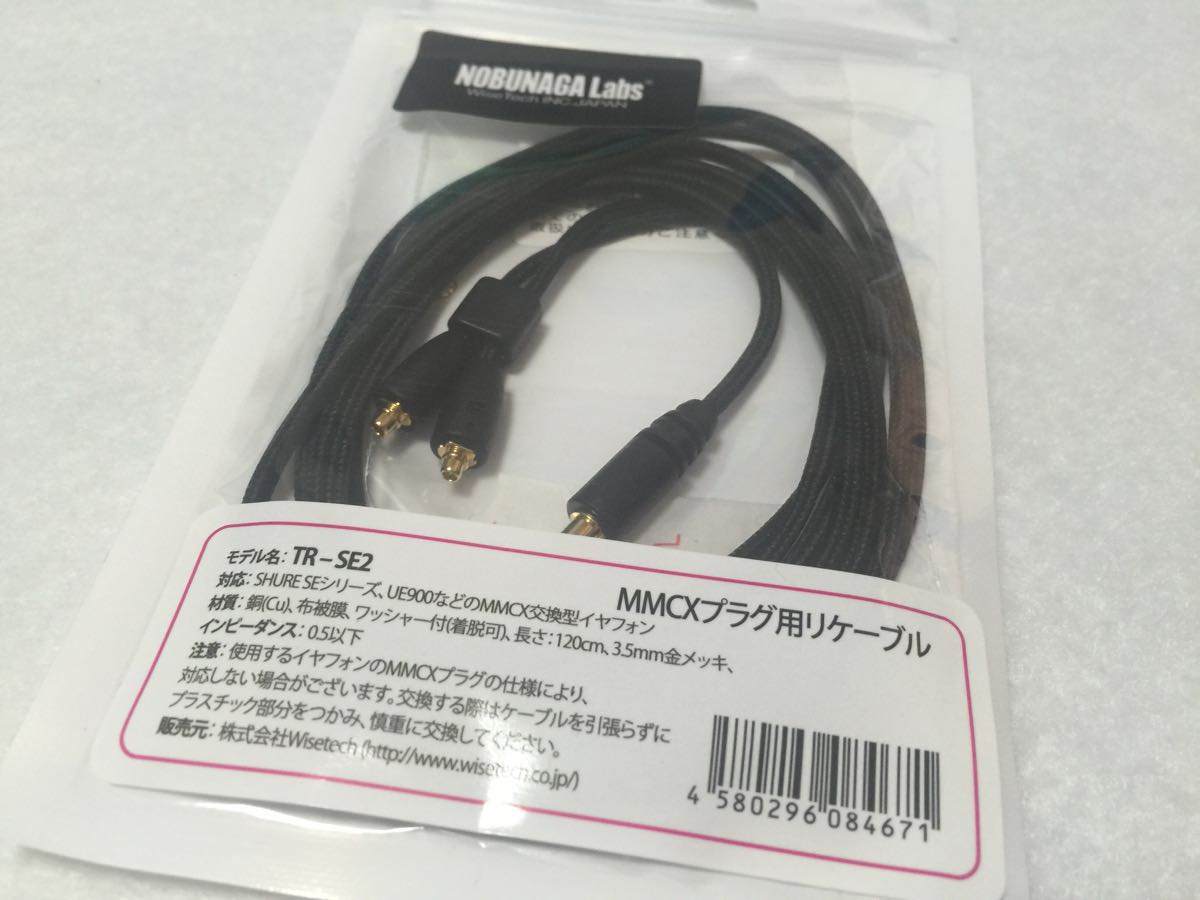 NOBUNAGA Labs™
WiseTech INC.JAPAN
ご注意
モデル名：TR－SE2
MMCXプラグ用リケーブル
対応：SHURE SEシリーズ、UE900などのMMCX交換型イヤフォン
材質：銅(Cu)、布被膜、ワッシャー付(着脱可)、長さ：120cm、3.5mm金メッキ、
インピーダンス：0.5以下
注意：使用するイヤフォンのMMCXプラグの仕様により、
対応しない場合がございます。交換する際はケーブルを引張らずに
プラスチック部分をつかみ、慎重に交換してください。
販売元：株式会社Wisetech (http://www.wisetech.co.jp/)
4 580296 084671